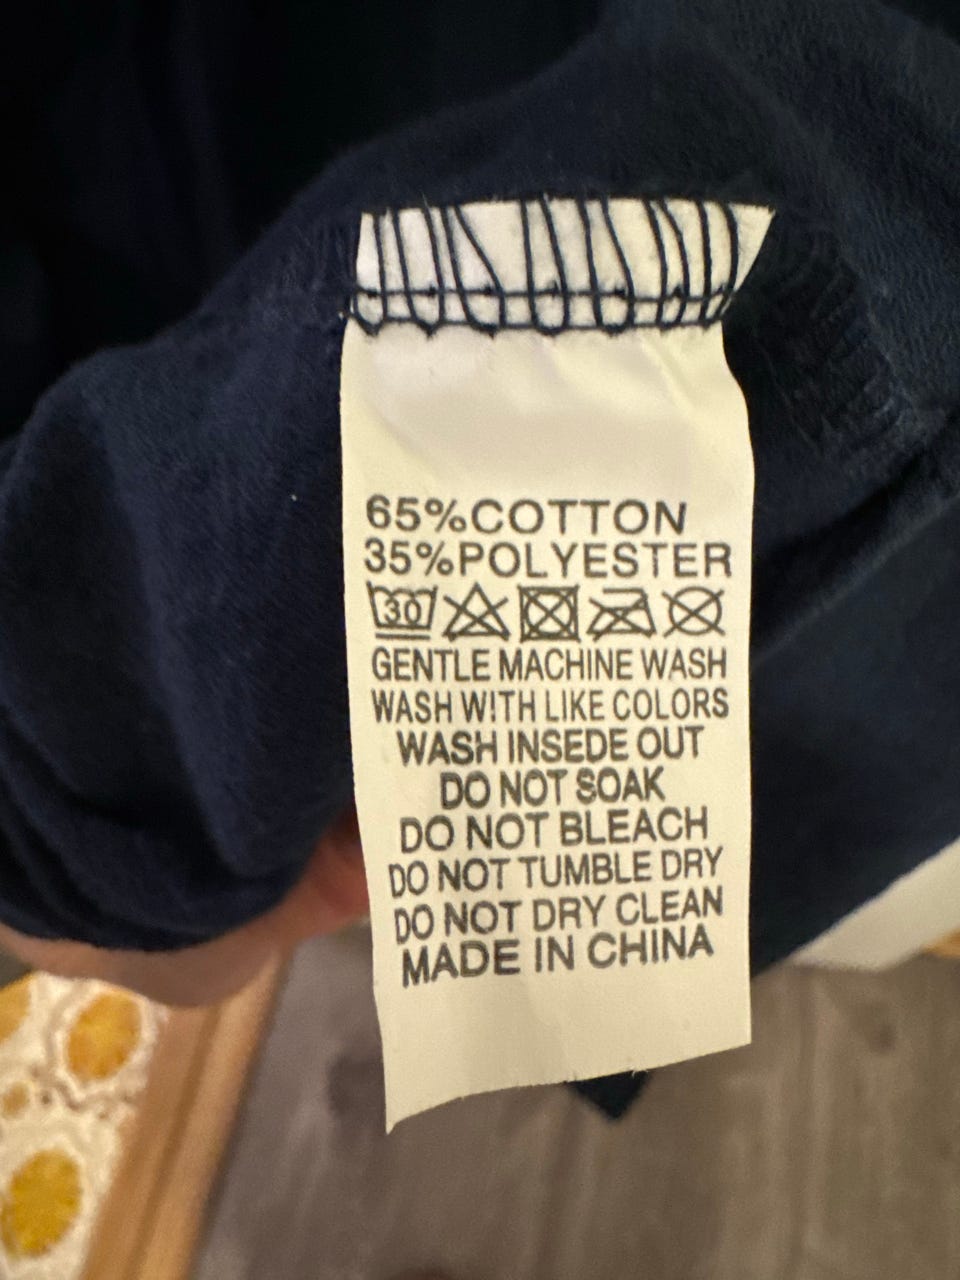 65%COTTON
35%POLYESTER
30
GENTLE MACHINE WASH
WASH W!TH LIKE COLORS
WASH INSEDE OUT
DO NOT SOAK
DO NOT BLEACH
DO NOT TUMBLE DRY
DO NOT DRY CLEAN
MADE IN CHINA